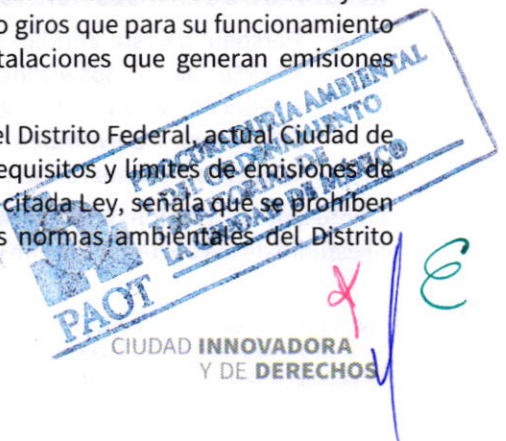 o giros que para su funcionamiento
talaciones que generan emisiones
el Distrito Federal, actual Ciudad de
equisitos y límites de emisiones de
citada Ley, señala que se prohíben
s normas ambientales del Distrito
PROCURADURÍA AMBIENTAL
DEL ORDENAMIENTO
TERRITORIAL DE
LA CIUDAD DE MÉXICO
PAOT
CIUDAD INNOVADORA
Y DE DERECHOS